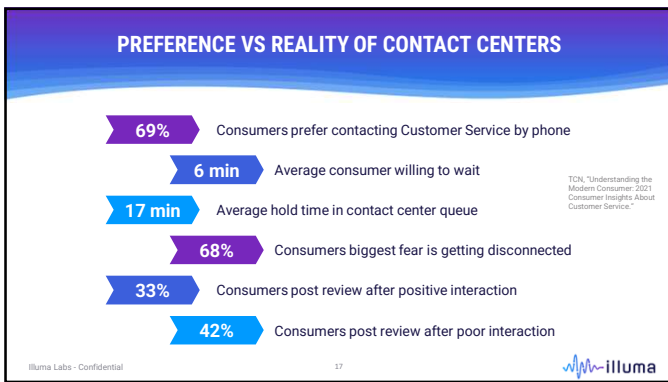 PREFERENCE VS REALITY OF CONTACT CENTERS
69% Consumers prefer contacting Customer Service by phone
6 min Average consumer willing to wait
17 min Average hold time in contact center queue
68% Consumers biggest fear is getting disconnected
33% Consumers post review after positive interaction
42% Consumers post review after poor interaction
TCN, "Understanding the
Modern Consumer: 2021
Consumer Insights About
Customer Service."
Illuma Labs - Confidential
17
illuma